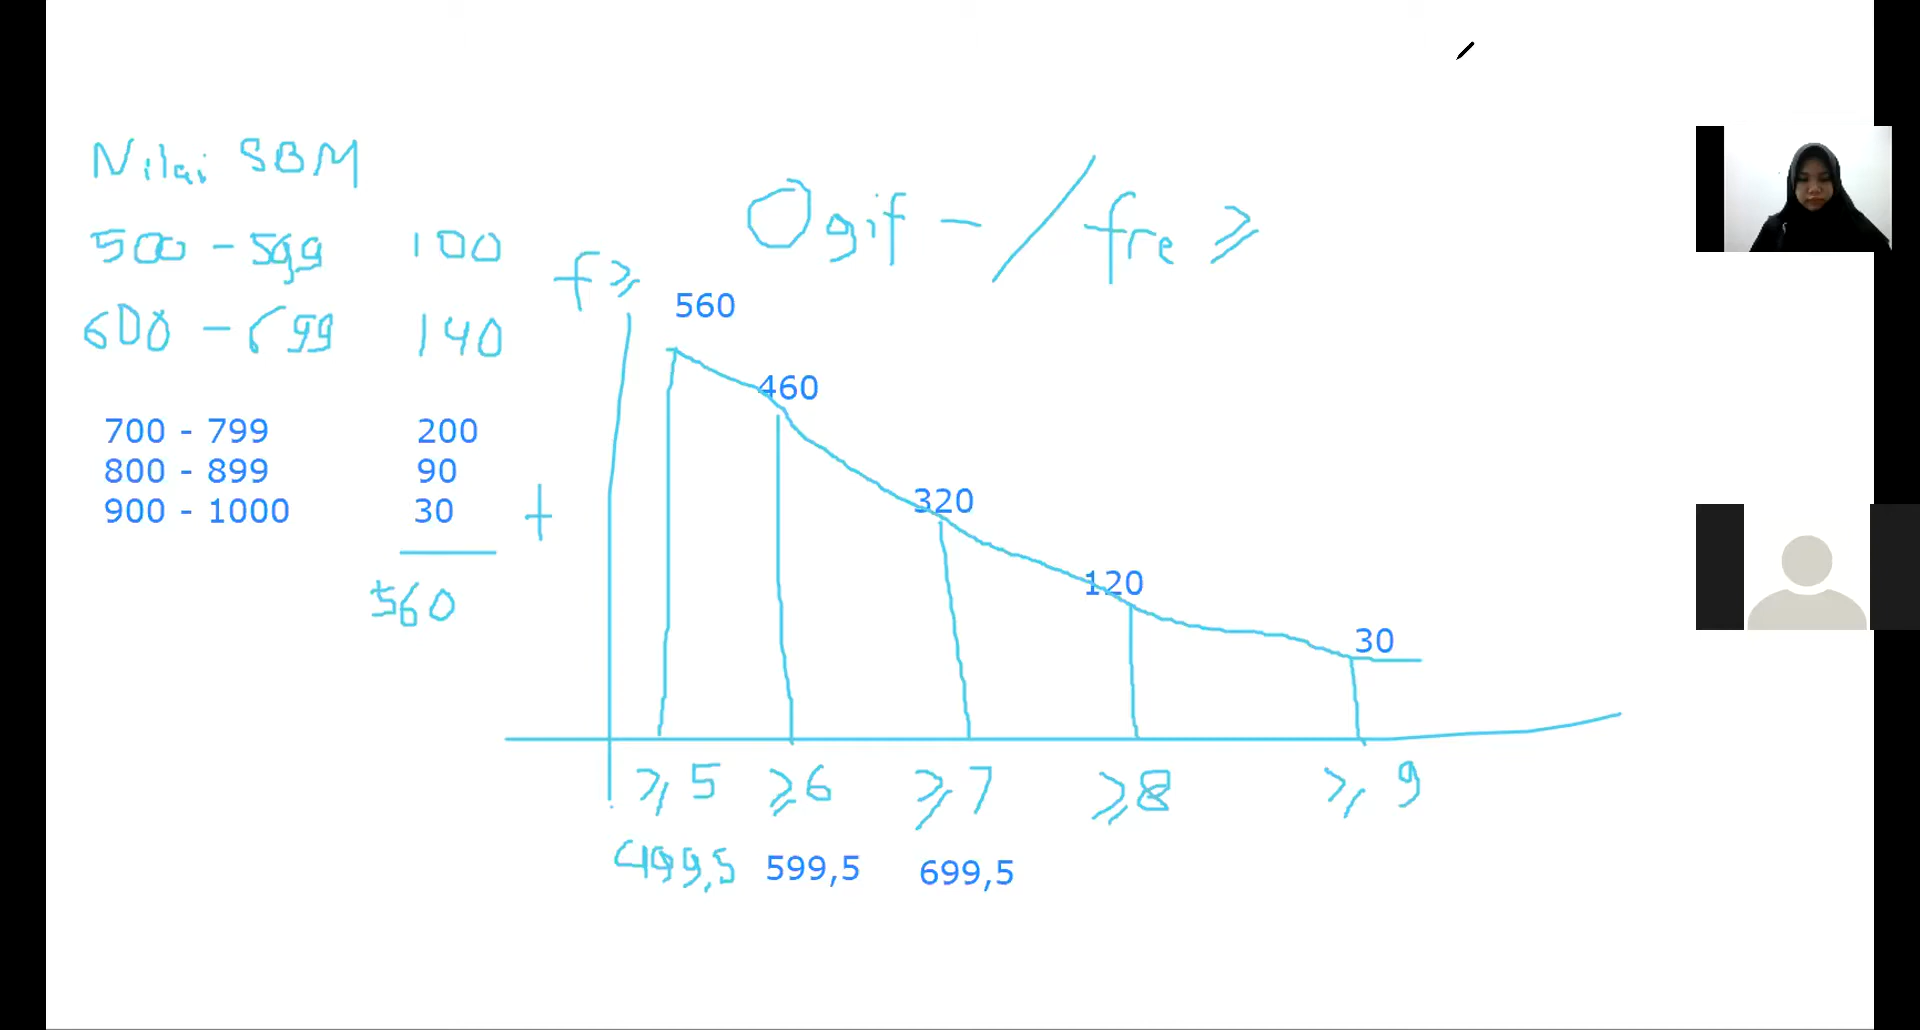 Nilai SBM
500 - 599 100
600 - 699 140
700 - 799 200
800 - 899 90
900 - 1000 30 +
560
Ogif - / fre ≥
f ≥
560
460
320
120
30
≥ 5 ≥ 6 ≥ 7 ≥ 8 ≥ 9
499,5 599,5 699,5